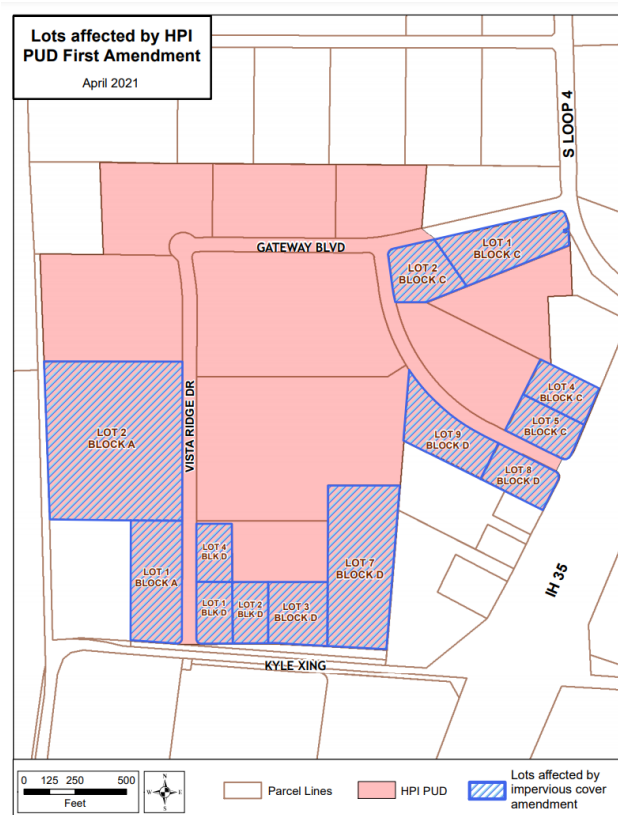 Lots affected by HPI
PUD First Amendment
April 2021
S LOOP 4
GATEWAY BLVD
LOT 1
BLOCK C
LOT 2
BLOCK C
VISTA RIDGE DR
LOT 4
BLOCK C
LOT 5
BLOCK C
LOT 2
BLOCK A
LOT 9
BLOCK D
LOT 8
BLOCK D
LOT 4
BLK D
LOT 7
BLOCK D
LOT 1
BLOCK A
LOT 1
BLK D
LOT 2
BLK D
LOT 3
BLOCK D
IH 35
KYLE XING
0 125 250 500
Feet
N
W E
S
Parcel Lines
HPI PUD
Lots affected by
impervious cover
amendment